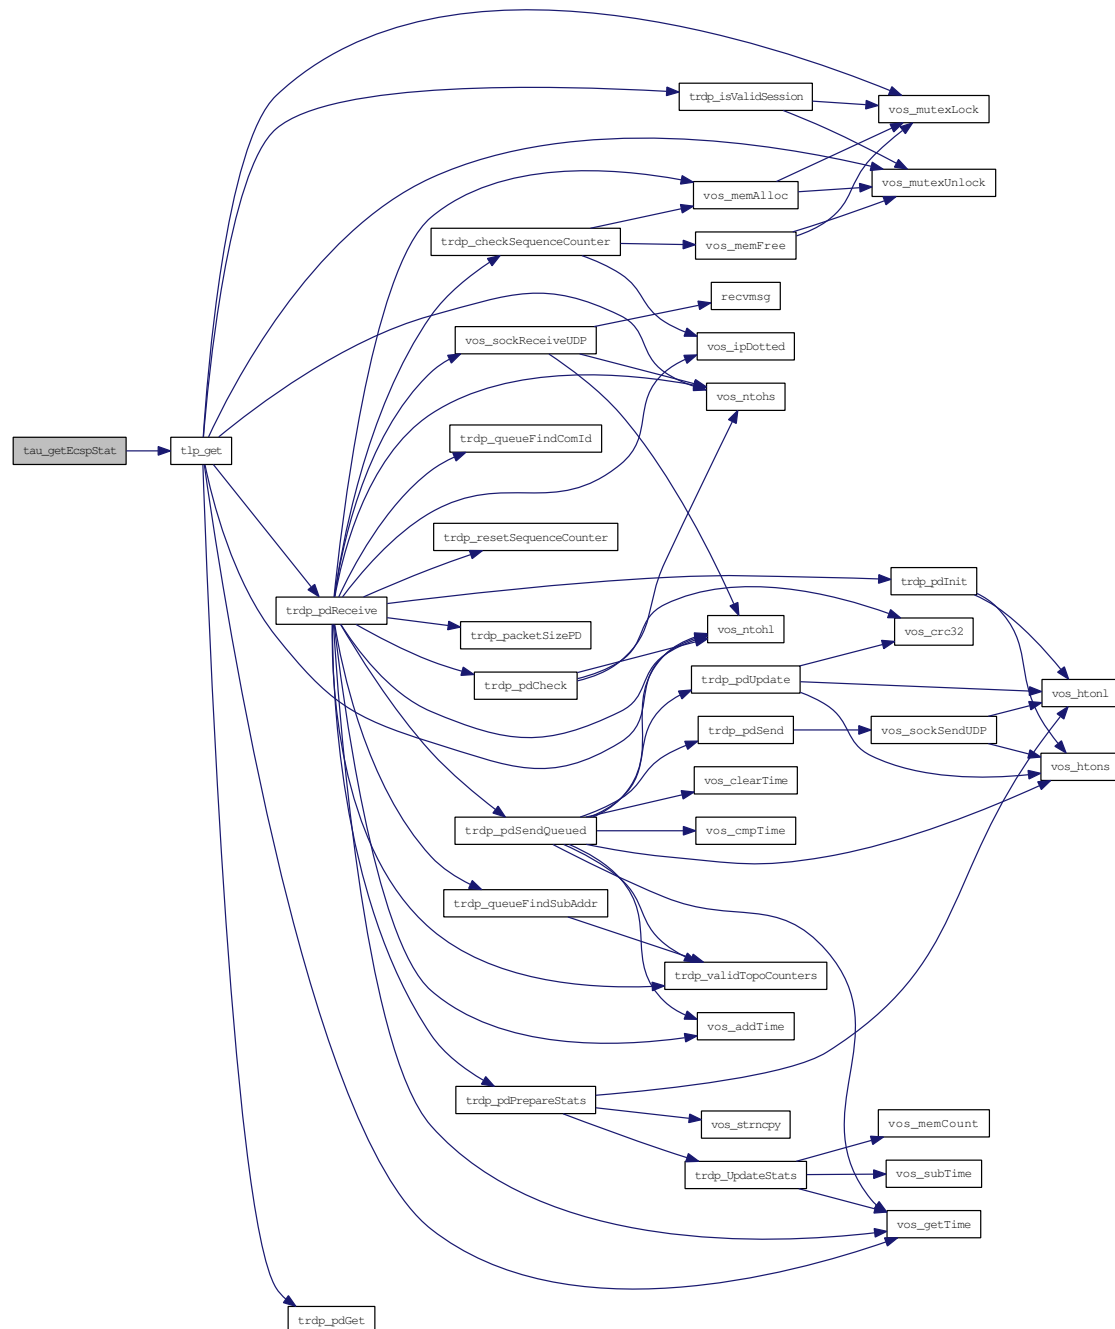 trdp_isValidSession
vos_mutexLock
vos_mutexUnlock
vos_memAlloc
trdp_checkSequenceCounter
vos_memFree
recvmsg
vos_sockReceiveUDP
vos_ipDotted
vos_ntohs
trdp_queueFindComId
tau_getEcspStat
tlp_get
trdp_resetSequenceCounter
trdp_pdInit
trdp_pdReceive
vos_ntohl
vos_crc32
trdp_packetSizePD
trdp_pdCheck
trdp_pdUpdate
vos_htonl
trdp_pdSend
vos_sockSendUDP
vos_htons
vos_clearTime
trdp_pdSendQueued
vos_cmpTime
trdp_queueFindSubAddr
trdp_validTopoCounters
vos_addTime
trdp_pdPrepareStats
vos_strncpy
vos_memCount
trdp_UpdateStats
vos_subTime
vos_getTime
trdp_pdGet